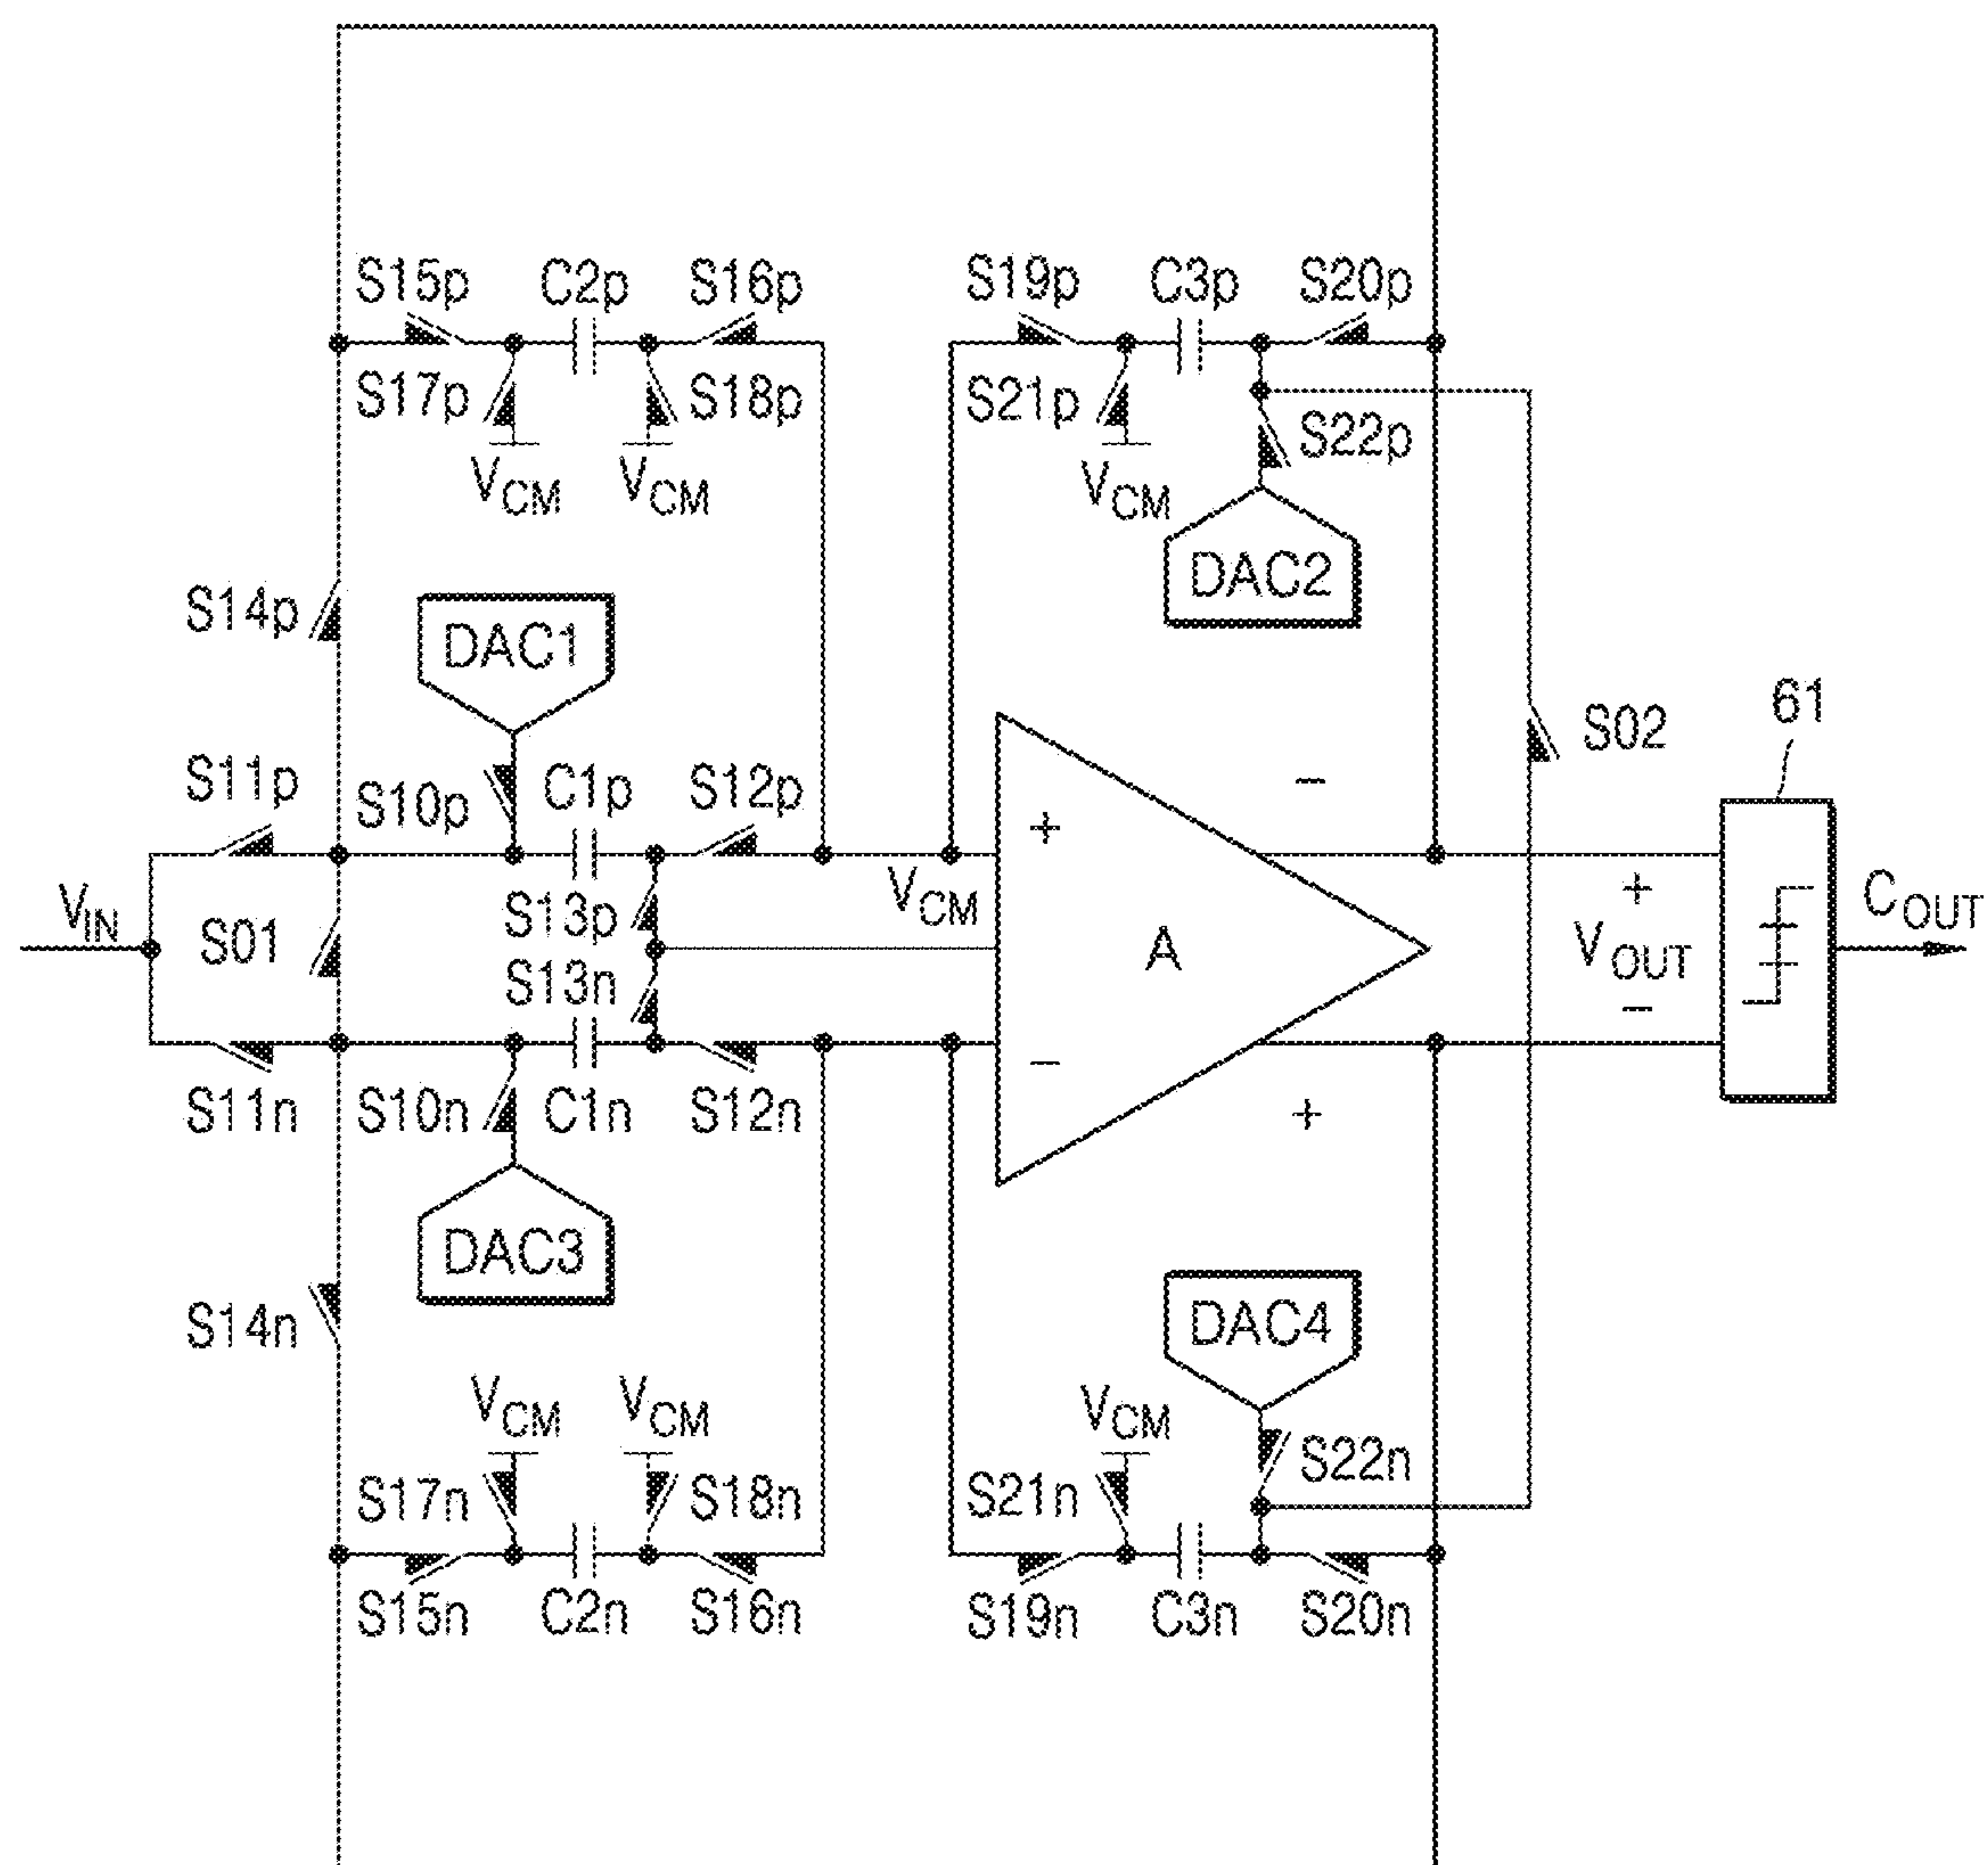 S15p C2p S16p S19p C3p S20p
S17p S18p S21p S22p
VCM VCM VCM
DAC2
S14p
DAC1
61
S02
S11p S10p C1p S12p
+ −
VIN S01 S13p VCM A + VOUT − COUT
S13n
S11n S10n C1n S12n
− +
DAC3
S14n
DAC4
VCM VCM VCM
S17n S18n S21n S22n
S15n C2n S16n S19n C3n S20n